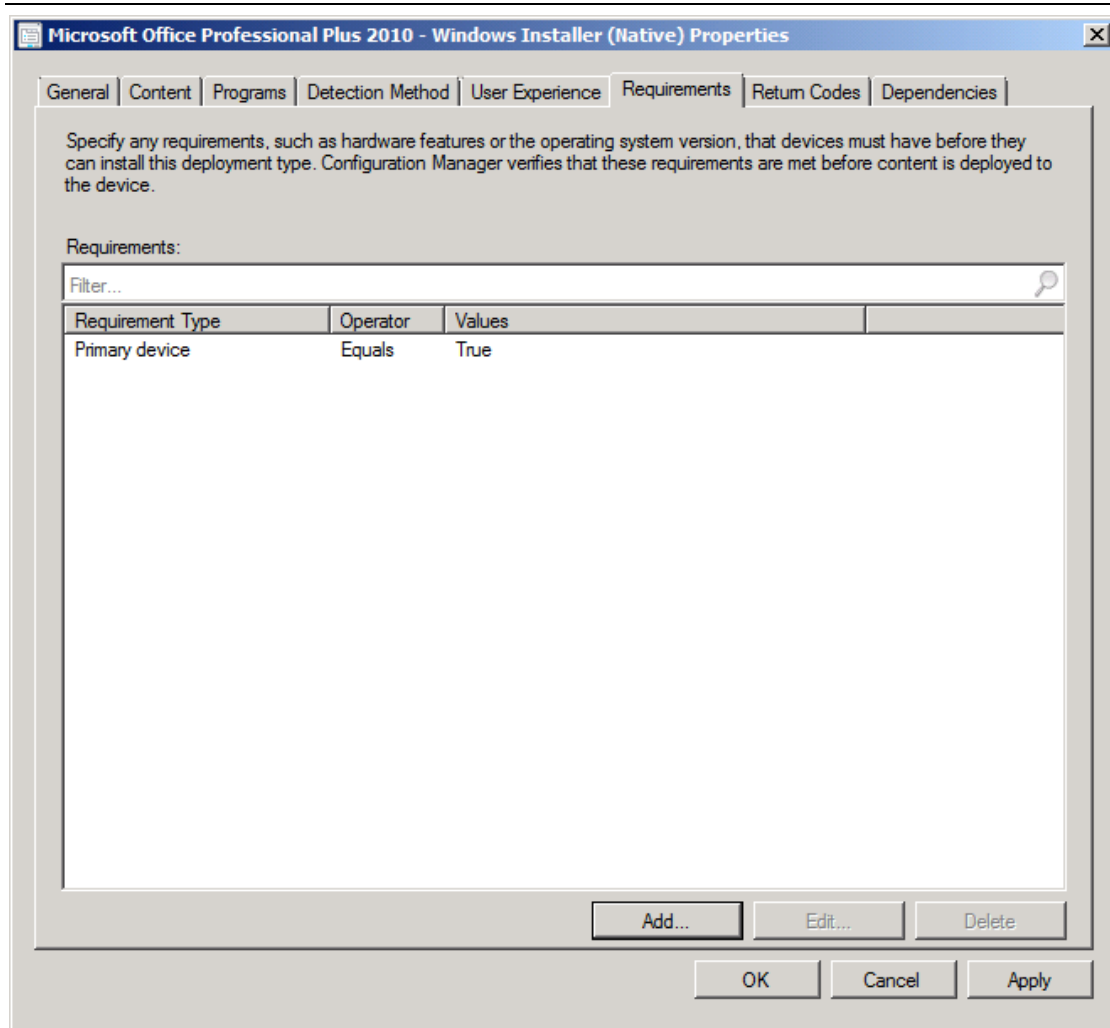 Microsoft Office Professional Plus 2010 - Windows Installer (Native) Properties
General Content Programs Detection Method User Experience Requirements Return Codes Dependencies
Specify any requirements, such as hardware features or the operating system version, that devices must have before they
can install this deployment type. Configuration Manager verifies that these requirements are met before content is deployed to
the device.
Requirements:
Filter...
Requirement Type Operator Values
Primary device Equals True
Add... Edit... Delete
OK Cancel Apply